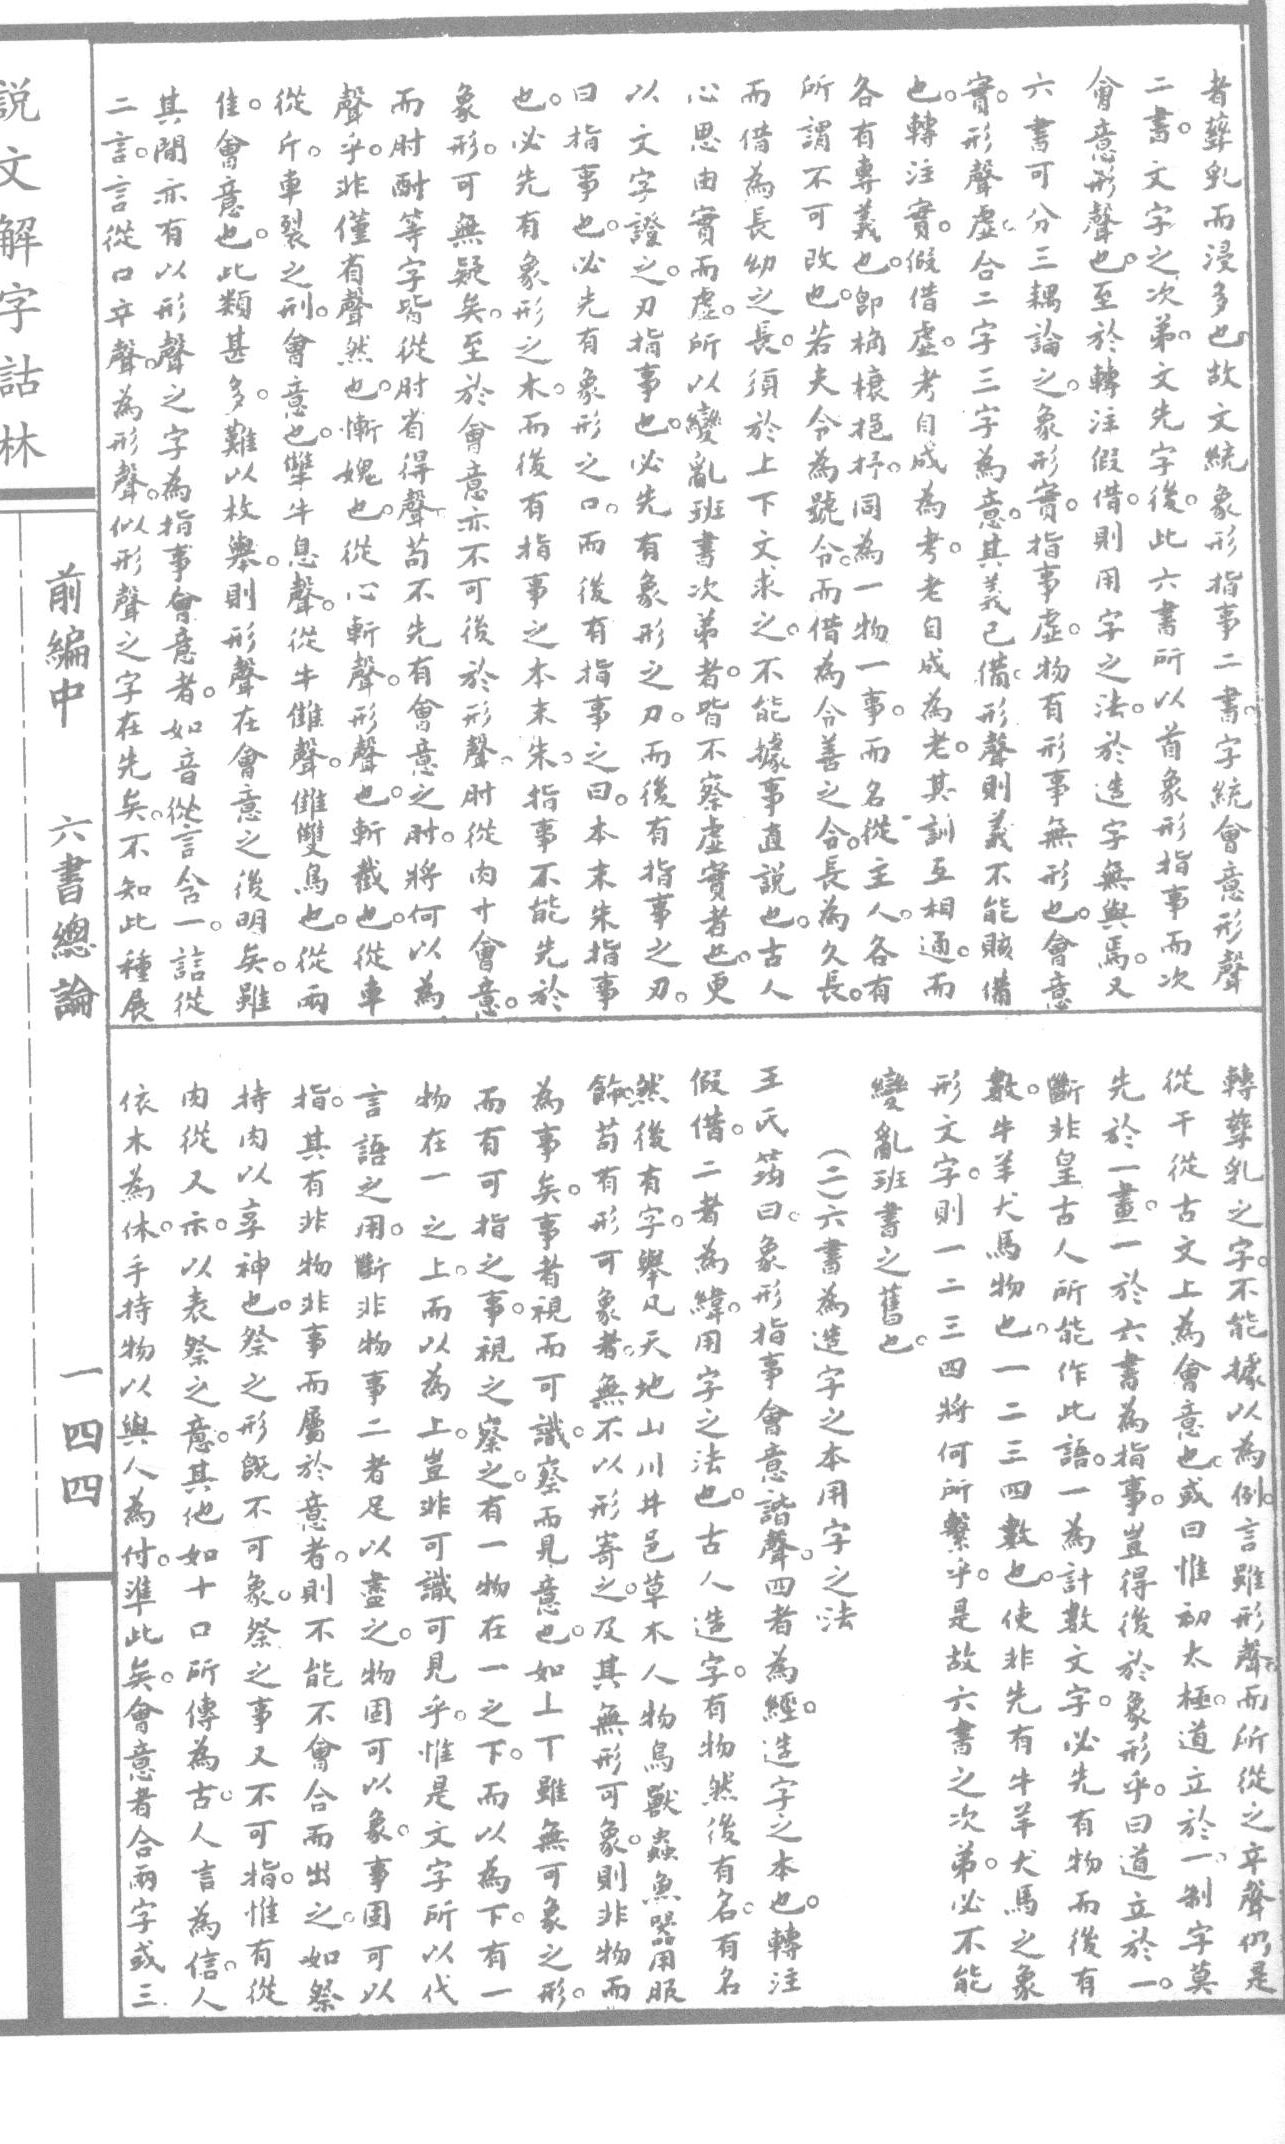 者孳乳而浸多也。故文統象形指事二書。字統會意形聲
二書。文字之次弟。文先字後。此六書所以首象形指事而次
會意形聲也。至於轉注假借。則用字之法。於造字無與焉。又
六書可分三耦論之。象形實。指事虛。物有形事無形也。會意
實。形聲虛。合二字三字為意。其義已備。形聲則義不能賅備
也。轉注實。假借虛。考自成為考。老自成為老。其訓互相通。而
各有專義也。即橋榱挹抒。同為一物一事。而名從主人。各有
所謂不可改也。若夫令為號令。而借為令善之令。長為久長。
而借為長幼之長。須於上下文求之。不能據事直說也。古人
心思由實而虛。所以變亂班書次弟者。皆不察虛實者也。更
以文字證之。刃指事也。必先有象形之刀。而後有指事之刃。
曰指事也。必先有象形之口。而後有指事之曰。本末朱指事
也。必先有象形之木。而後有指事之本末朱。指事不能先於
象形。可無疑矣。至於會意亦不可後於形聲。肘從肉寸會意。
而肘酎等字皆從肘省得聲。苟不先有會意之肘。將何以為
聲乎。非僅省聲然也。慚媿也。從心斬聲。形聲也。斬截也。從車
從斤。車裂之刑。會意也。犨牛息聲。從牛雔聲。雔雙鳥也。從兩
隹。會意也。此類甚多。難以枚舉。則形聲在會意之後明矣。雖
其閒亦有以形聲之字為指事會意者。如音從言含一。誩從
二言。言從口䇂聲。為形聲。似形聲之字在先矣。不知此種展
轉孳乳之字。不能據以為例。言雖形聲。而所從之䇂聲仍是
從干從古文上為會意也。或曰惟初太極。道立於一。制字莫
先於一畫。一於六書為指事。豈得後於象形乎。曰道立於一。
斷非皇古人所能作此語。一為計數文字。必先有物而後有
數。牛羊犬馬物也。一二三四數也。使非先有牛羊犬馬之象
形文字。則一二三四將何所繫乎。是故六書之次弟。必不能
變亂班書之舊也。
(二)六書為造字之本用字之法
王氏筠曰。象形指事會意諧聲。四者為經。造字之本也。轉注
假借。二者為緯。用字之法也。古人造字。有物然後有名。有名
然後有字。舉凡天地山川井邑草木人物鳥獸蟲魚器用服
飾。苟有形可象者。無不以形寄之。及其無形可象。則非物而
為事矣。事者視而可識。察而見意也。如上丅雖無可象之形。
而有可指之事。視之察之。有一物在一之下。而以為下。有一
物在一之上。而以為上。豈非可識可見乎。惟是文字所以代
言語之用。斷非物事二者足以盡之。物固可以象。事固可以
指。其有非物非事而屬於意者。則不能不會合而出之。如祭
持肉以享神也。祭之形旣不可象。祭之事又不可指。惟有從
肉從又示。以表祭之意。其他如十口所傳為古。人言為信。人
依木為休。手持物以與人為付。準此矣。會意者合兩字或三
說文解字詁林
前編中
六書總論
一四四